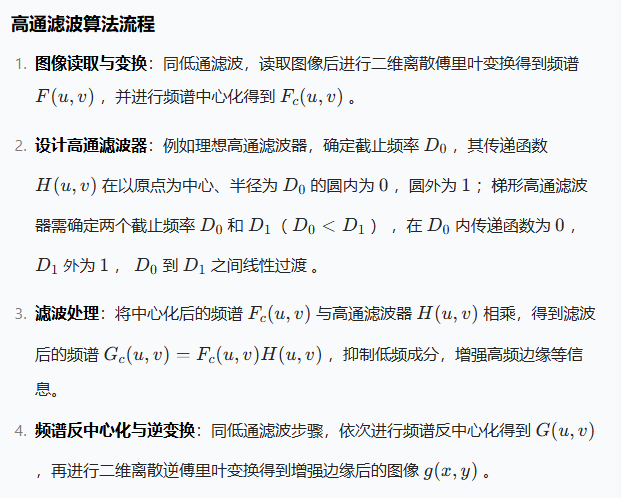 高通滤波算法流程
1. 图像读取与变换：同低通滤波，读取图像后进行二维离散傅里叶变换得到频谱
F(u, v)，并进行频谱中心化得到 F_c(u, v)。
2. 设计高通滤波器：例如理想高通滤波器，确定截止频率 D_0，其传递函数
H(u, v) 在以原点为中心、半径为 D_0 的圆内为 0，圆外为 1；梯形高通滤波
器需确定两个截止频率 D_0 和 D_1（D_0 < D_1），在 D_0 内传递函数为 0，
D_1 外为 1， D_0 到 D_1 之间线性过渡 。
3. 滤波处理：将中心化后的频谱 F_c(u, v) 与高通滤波器 H(u, v) 相乘，得到滤波
后的频谱 G_c(u, v) = F_c(u, v)H(u, v)，抑制低频成分，增强高频边缘等信
息。
4. 频谱反中心化与逆变换：同低通滤波步骤，依次进行频谱反中心化得到 G(u, v)
，再进行二维离散逆傅里叶变换得到增强边缘后的图像 g(x, y)。